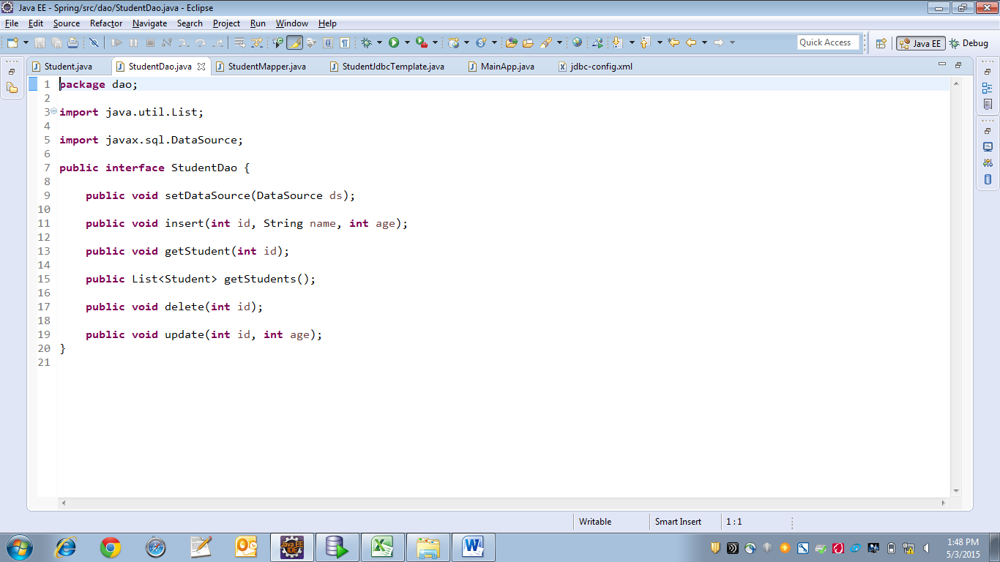 Java EE - Spring/src/dao/StudentDao.java - Eclipse
File Edit Source Refactor Navigate Search Project Run Window Help
Quick Access Java EE Debug
Student.java StudentDao.java StudentMapper.java StudentJdbcTemplate.java MainApp.java jdbc-config.xml
1 package dao;
2
3 import java.util.List;
4
5 import javax.sql.DataSource;
6
7 public interface StudentDao {
8
9 public void setDataSource(DataSource ds);
10
11 public void insert(int id, String name, int age);
12
13 public void getStudent(int id);
14
15 public List<Student> getStudents();
16
17 public void delete(int id);
18
19 public void update(int id, int age);
20 }
21
Writable Smart Insert 1 : 1
1:48 PM
5/3/2015